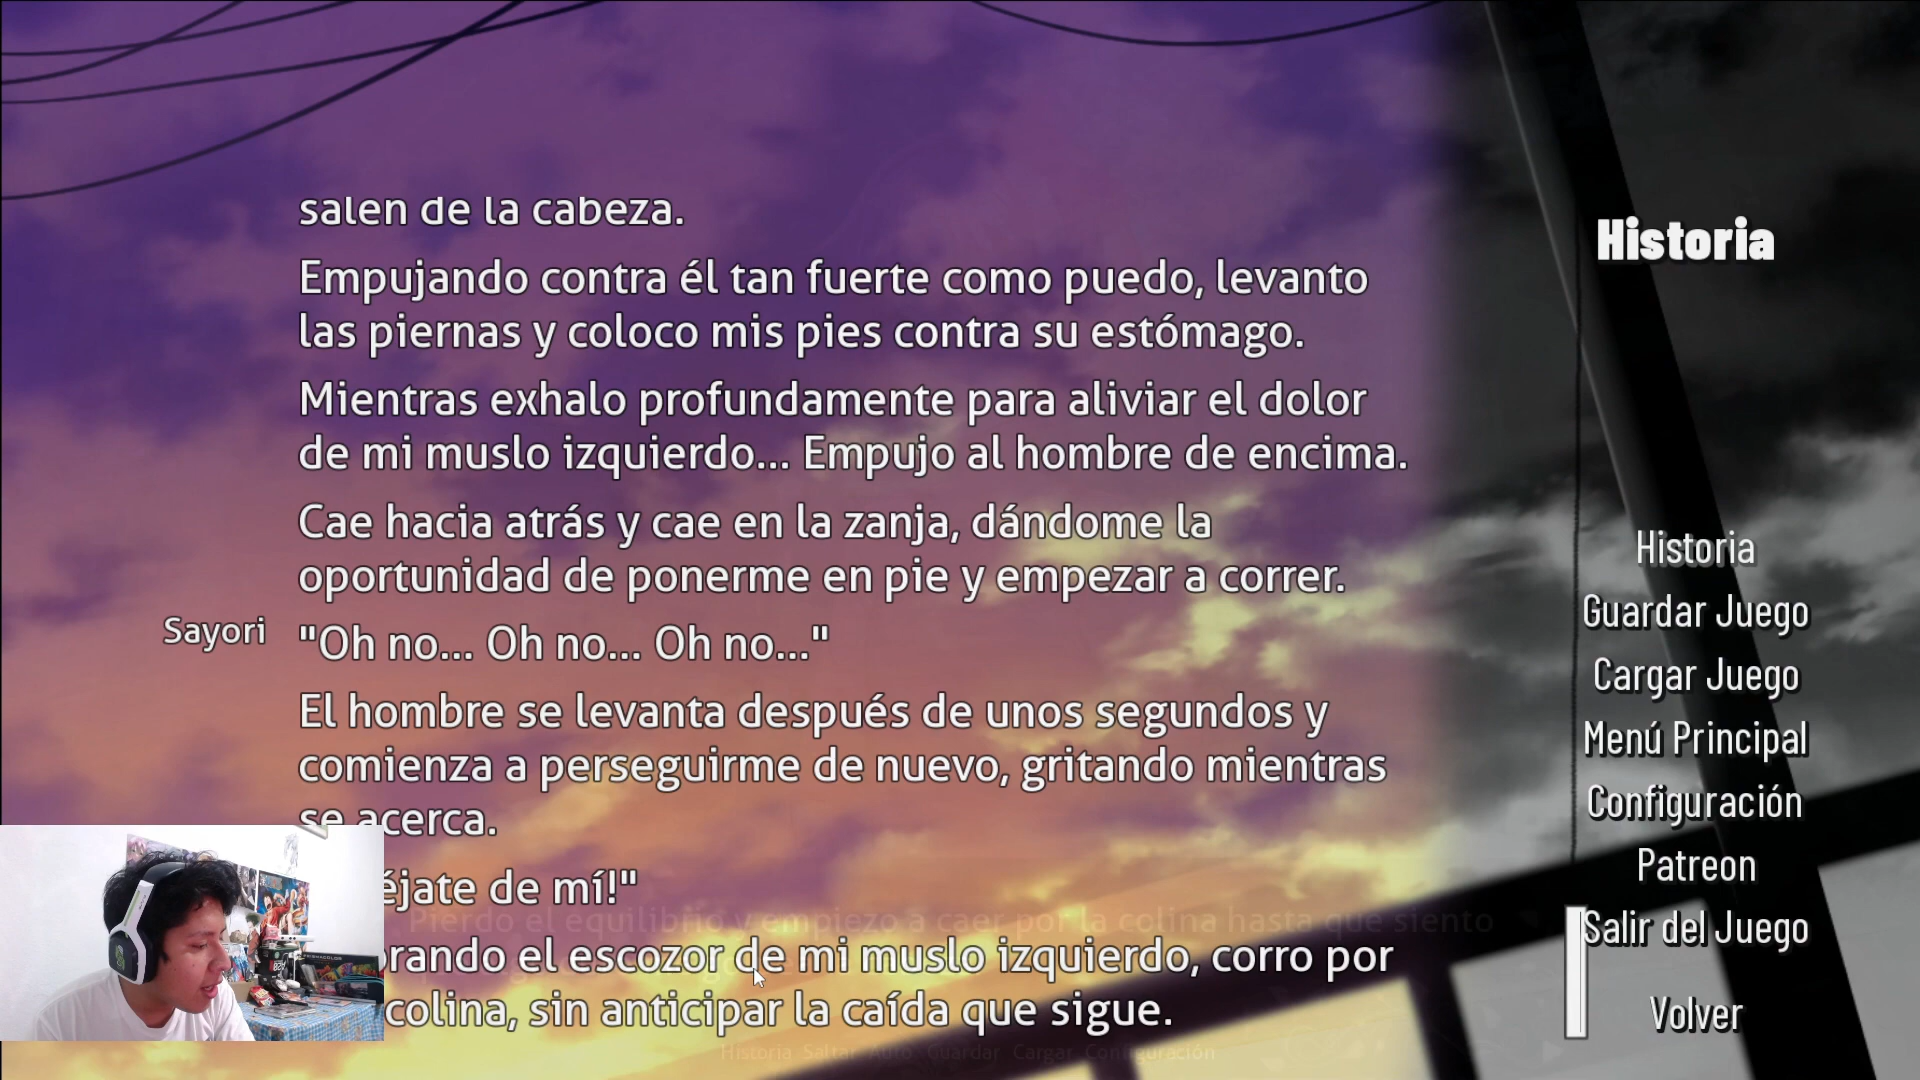 salen de la cabeza.
Empujando contra él tan fuerte como puedo, levanto
las piernas y coloco mis pies contra su estómago.
Mientras exhalo profundamente para aliviar el dolor
de mi muslo izquierdo... Empujo al hombre de encima.
Cae hacia atrás y cae en la zanja, dándome la
oportunidad de ponerme en pie y empezar a correr.
Sayori "Oh no... Oh no... Oh no..."
El hombre se levanta después de unos segundos y
comienza a perseguirme de nuevo, gritando mientras
se acerca.
éjate de mí!"
Pierdo el equilibrio y empiezo a caer por la colina hasta que siento
rando el escozor de mi muslo izquierdo, corro por
colina, sin anticipar la caída que sigue.
Historia Saltar Auto Guardar Cargar Configuración
Historia
Historia
Guardar Juego
Cargar Juego
Menú Principal
Configuración
Patreon
Salir del Juego
Volver